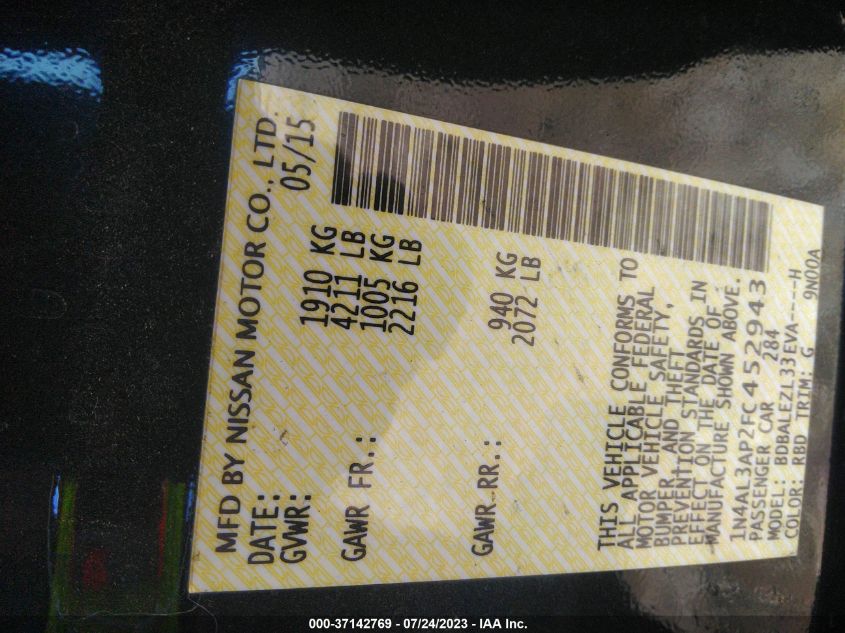 MFD BY NISSAN MOTOR CO., LTD.
DATE: 05/15
GVWR: 1910 KG
4211 LB
GAWR FR.: 1005 KG
2216 LB
GAWR RR.: 940 KG
2072 LB
THIS VEHICLE CONFORMS TO
ALL APPLICABLE FEDERAL
MOTOR VEHICLE SAFETY,
BUMPER, AND THEFT
PREVENTION STANDARDS IN
EFFECT ON THE DATE OF
MANUFACTURE SHOWN ABOVE.
1N4AL3AP2FC452943
PASSENGER CAR 284
MODEL: BDBALEZL33EVA----H
COLOR: RBD TRIM: G 9N00A
000-37142769 / 07/24/2023 - IAA Inc.